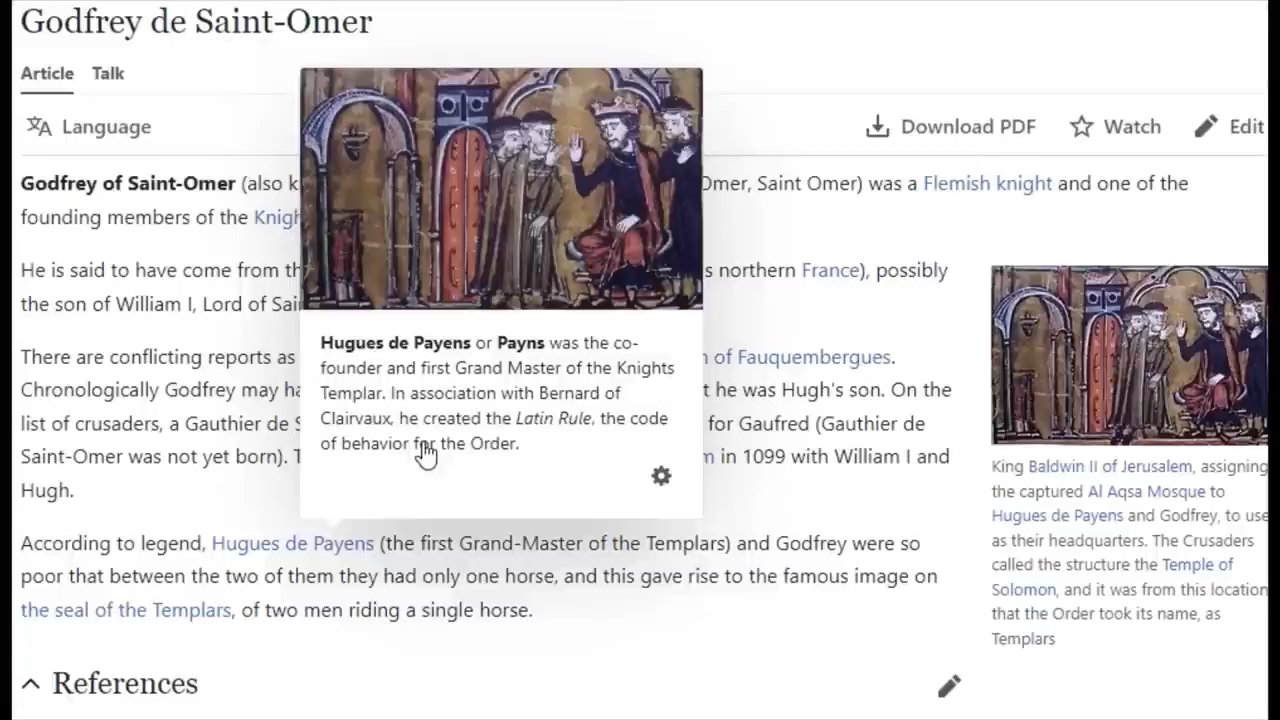 Godfrey de Saint-Omer
Article Talk
Language
Download PDF Watch Edit
Godfrey of Saint-Omer (also Omer, Saint Omer) was a Flemish knight and one of the
founding members of the
He is said to have come from northern France), possibly
the son of William I, Lord of
There are conflicting reports as of Fauquembergues.
Chronologically Godfrey may he was Hugh's son. On the
list of crusaders, a Gauthier de for Gaufred (Gauthier de
Saint-Omer was not yet born). in 1099 with William I and
Hugh.
Hugues de Payens or Payns was the co-
founder and first Grand Master of the Knights
Templar. In association with Bernard of
Clairvaux, he created the Latin Rule, the code
of behavior for the Order.
According to legend, Hugues de Payens (the first Grand-Master of the Templars) and Godfrey were so
poor that between the two of them they had only one horse, and this gave rise to the famous image on
the seal of the Templars, of two men riding a single horse.
King Baldwin II of Jerusalem, assigning
the captured Al Aqsa Mosque to
Hugues de Payens and Godfrey, to use
as their headquarters. The Crusaders
called the structure the Temple of
Solomon, and it was from this location
that the Order took its name, as
Templars
References